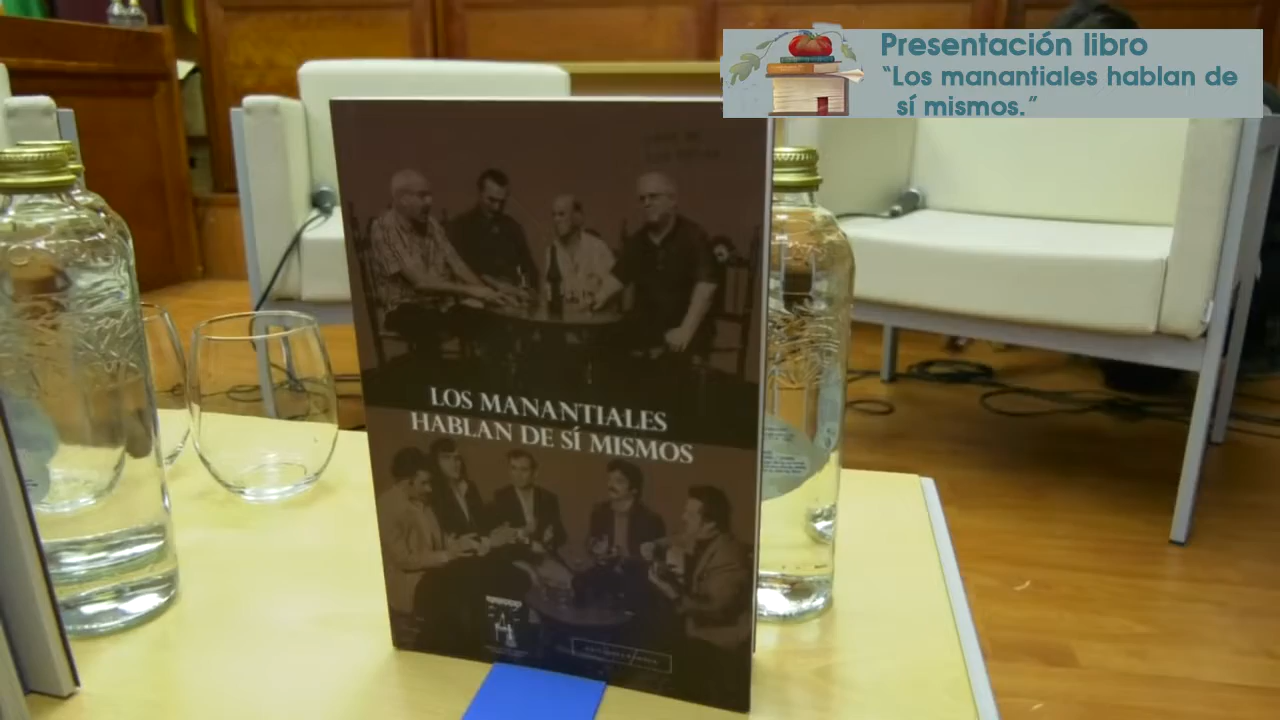 Presentación libro
“Los manantiales hablan de
sí mismos.”
LOS MANANTIALES
HABLAN DE SÍ MISMOS